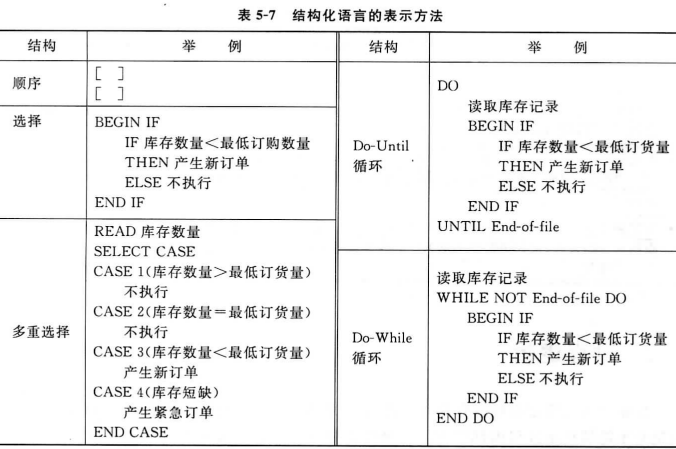 表 5-7 结构化语言的表示方法
结构
举 例
顺序
[ ]
[ ]
选择
BEGIN IF
IF 库存数量<最低订购数量
THEN 产生新订单
ELSE 不执行
END IF
多重选择
READ 库存数量
SELECT CASE
CASE 1(库存数量>最低订货量)
不执行
CASE 2(库存数量=最低订货量)
不执行
CASE 3(库存数量<最低订货量)
产生新订单
CASE 4(库存短缺)
产生紧急订单
END CASE
结构
举 例
Do-Until
循环
DO
读取库存记录
BEGIN IF
IF 库存数量<最低订货量
THEN 产生新订单
ELSE 不执行
END IF
UNTIL End-of-file
Do-While
循环
读取库存记录
WHILE NOT End-of-file DO
BEGIN IF
IF 库存数量<最低订货量
THEN 产生新订单
ELSE 不执行
END IF
END DO